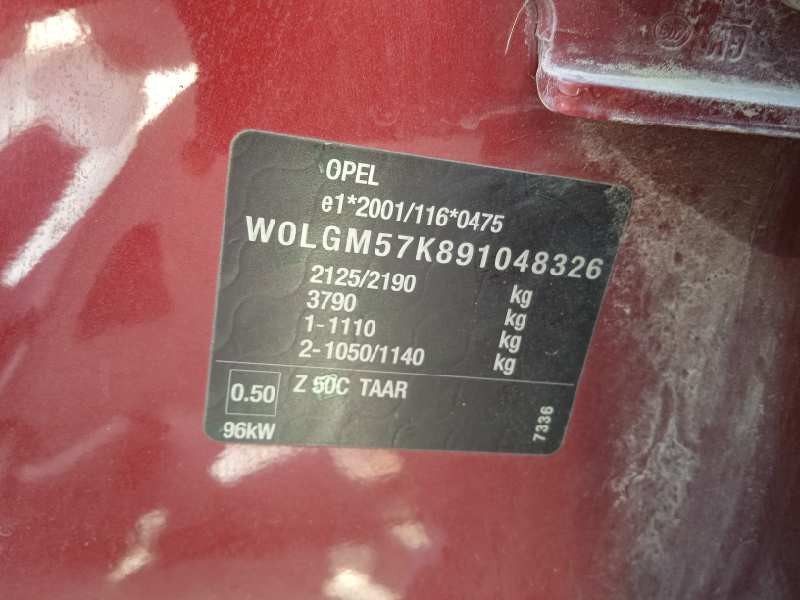 OPEL
e1*2001/116*0475
W0LGM57K891048326
2125/2190 kg
3790 kg
1-1110 kg
2-1050/1140 kg
0.50 Z 50C TAAR
96kW
7336